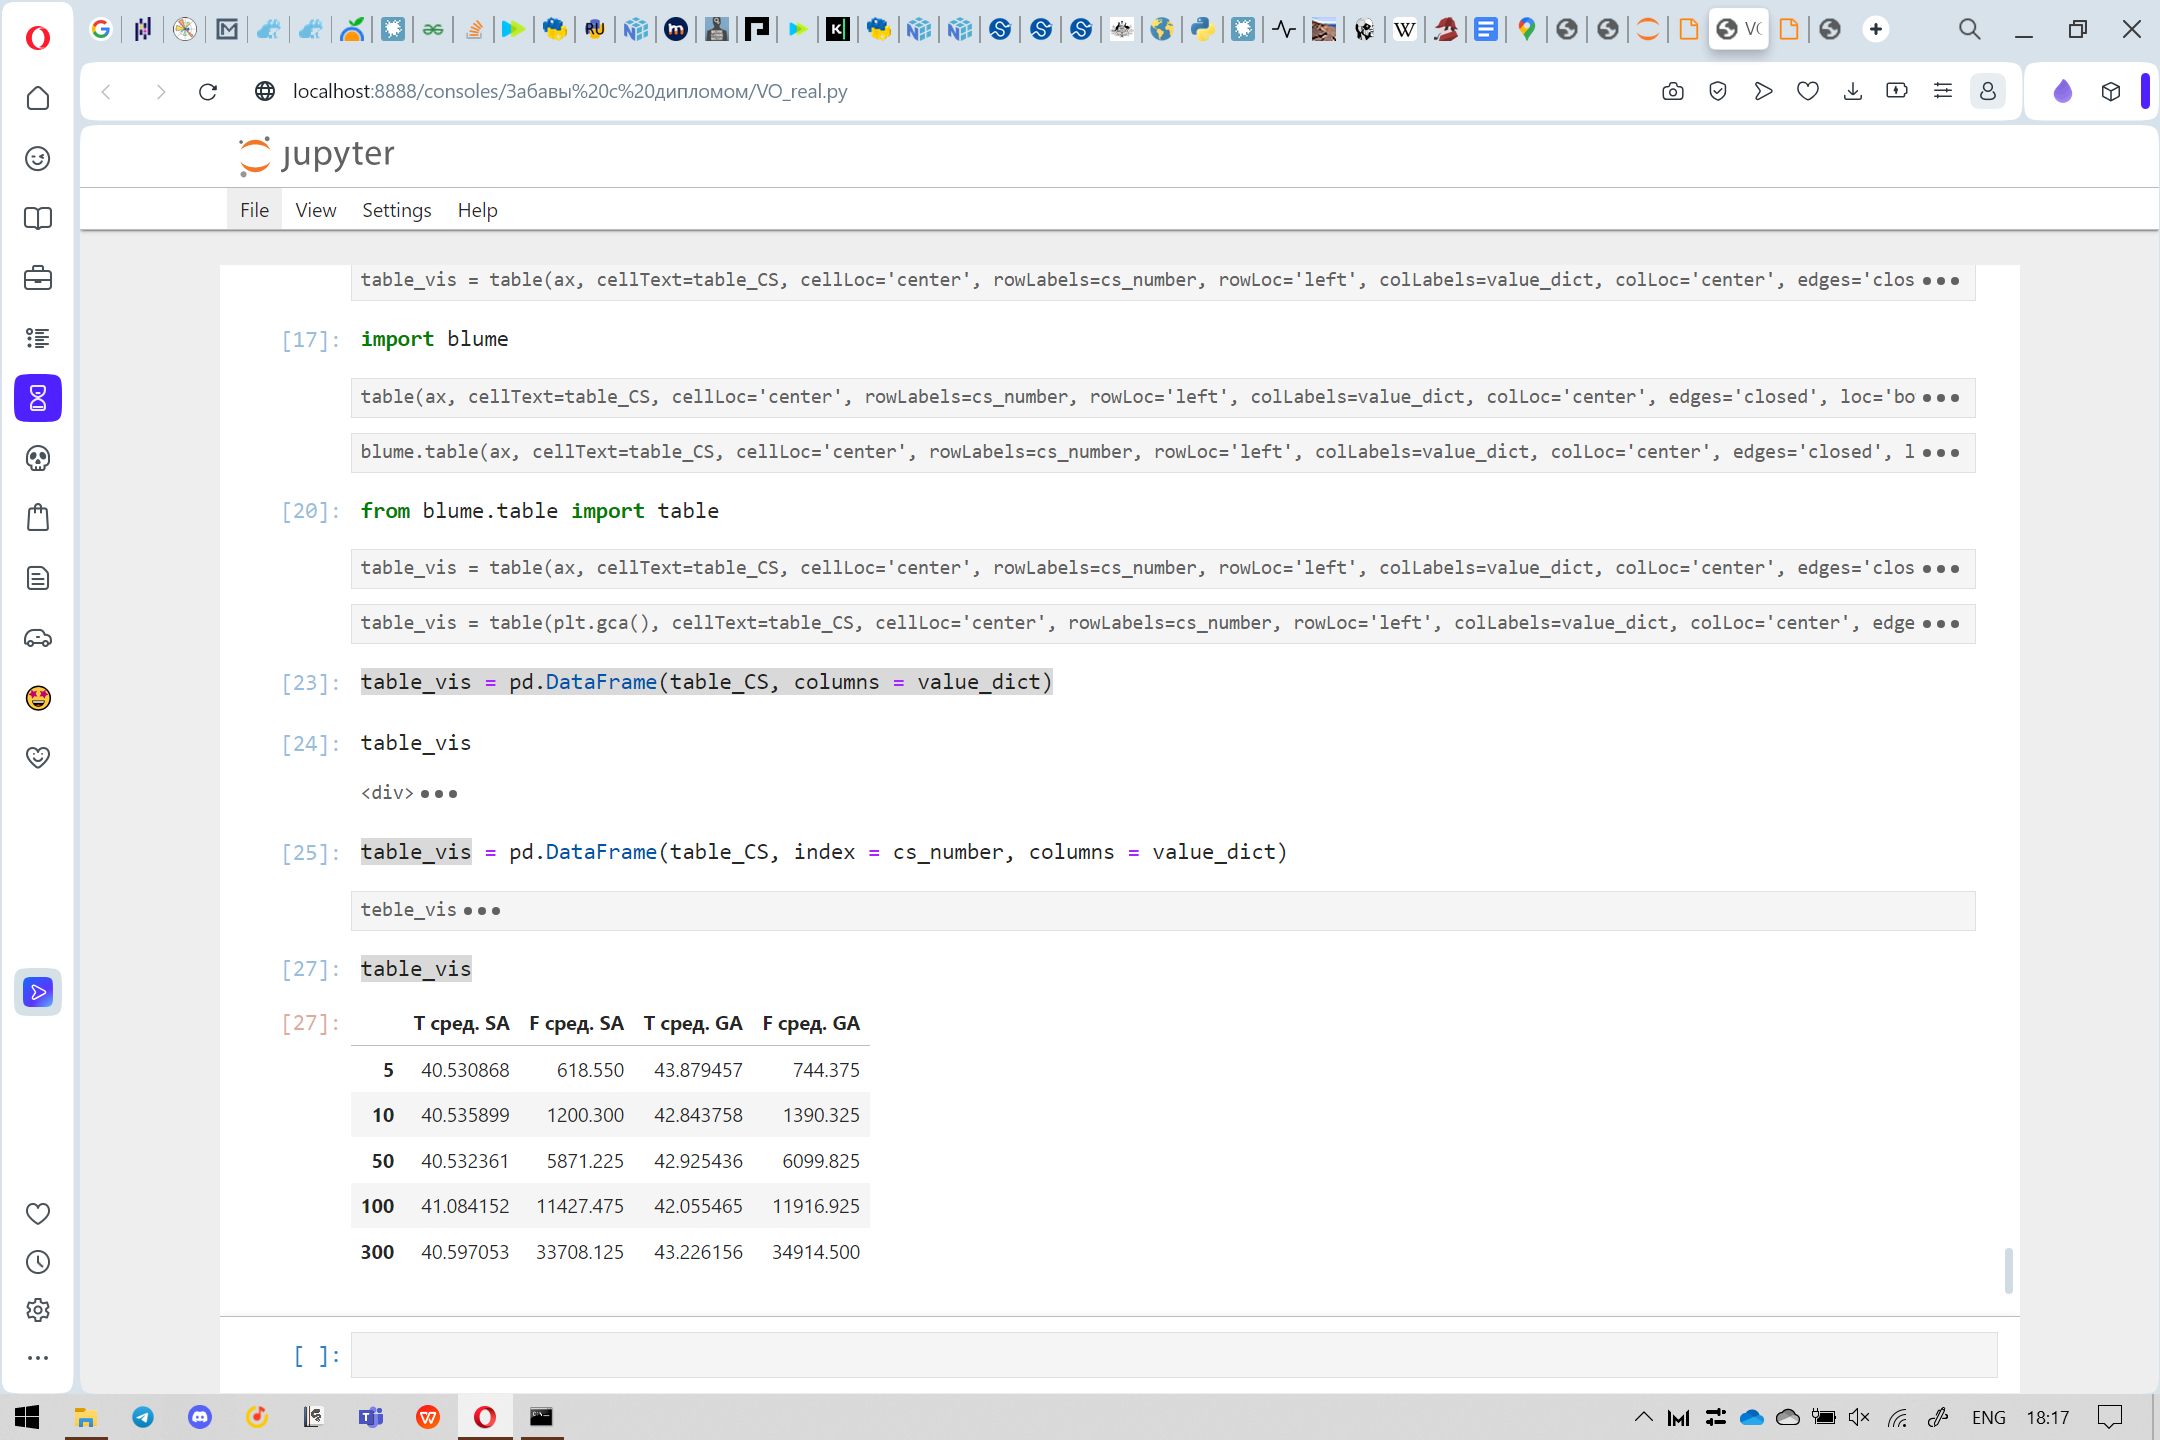 VO
localhost:8888/consoles/Забавы%20с%20дипломом/VO_real.py
jupyter
File View Settings Help
table_vis = table(ax, cellText=table_CS, cellLoc='center', rowLabels=cs_number, rowLoc='left', colLabels=value_dict, colLoc='center', edges='clos •••
[17]: import blume
table(ax, cellText=table_CS, cellLoc='center', rowLabels=cs_number, rowLoc='left', colLabels=value_dict, colLoc='center', edges='closed', loc='bo •••
blume.table(ax, cellText=table_CS, cellLoc='center', rowLabels=cs_number, rowLoc='left', colLabels=value_dict, colLoc='center', edges='closed', l •••
[20]: from blume.table import table
table_vis = table(ax, cellText=table_CS, cellLoc='center', rowLabels=cs_number, rowLoc='left', colLabels=value_dict, colLoc='center', edges='clos •••
table_vis = table(plt.gca(), cellText=table_CS, cellLoc='center', rowLabels=cs_number, rowLoc='left', colLabels=value_dict, colLoc='center', edge •••
[23]: table_vis = pd.DataFrame(table_CS, columns = value_dict)
[24]: table_vis
<div> •••
[25]: table_vis = pd.DataFrame(table_CS, index = cs_number, columns = value_dict)
teble_vis •••
[27]: table_vis
[27]: T сред. SA F сред. SA T сред. GA F сред. GA
5 40.530868 618.550 43.879457 744.375
10 40.535899 1200.300 42.843758 1390.325
50 40.532361 5871.225 42.925436 6099.825
100 41.084152 11427.475 42.055465 11916.925
300 40.597053 33708.125 43.226156 34914.500
[ ]:
ENG 18:17